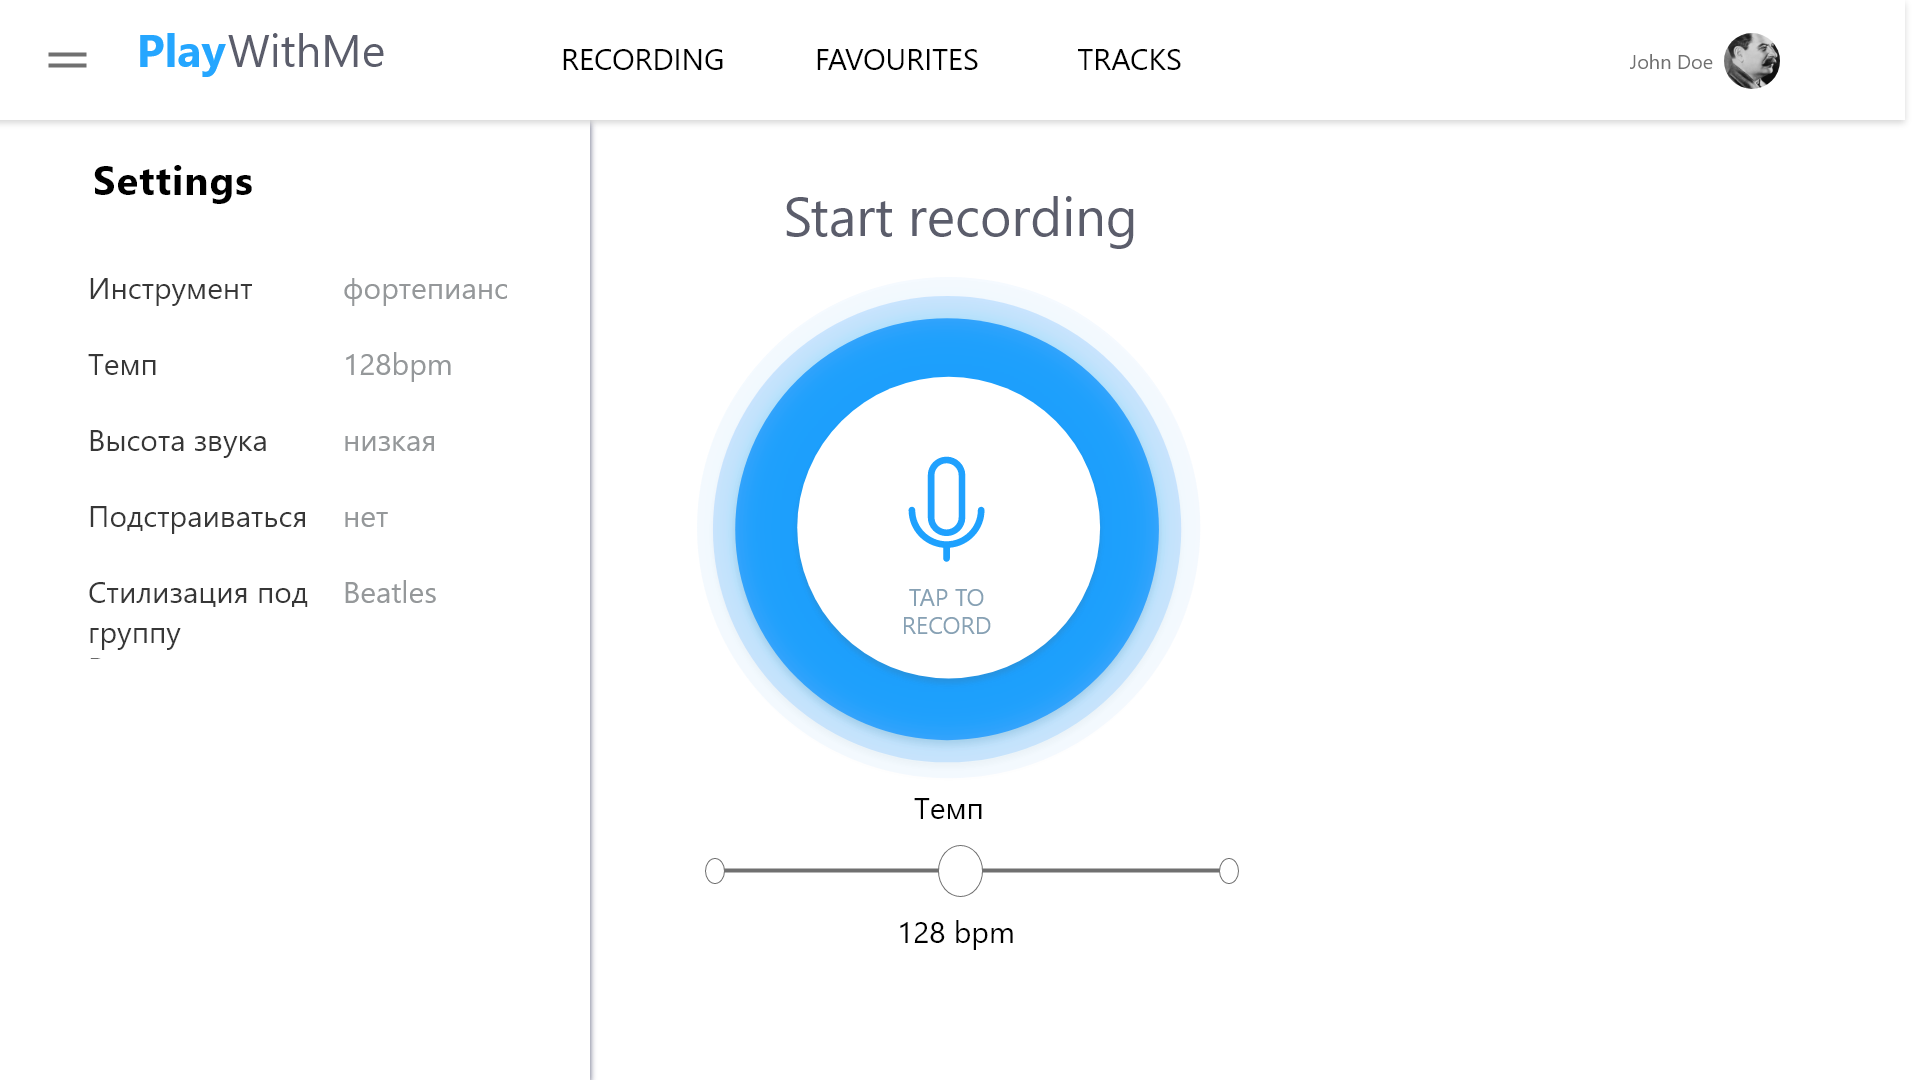 PlayWithMe
RECORDING
FAVOURITES
TRACKS
John Doe
Settings
Инструмент
фортепианс
Темп
128bpm
Высота звука
низкая
Подстраиваться
нет
Стилизация под
группу
Beatles
Start recording
TAP TO
RECORD
Темп
128 bpm